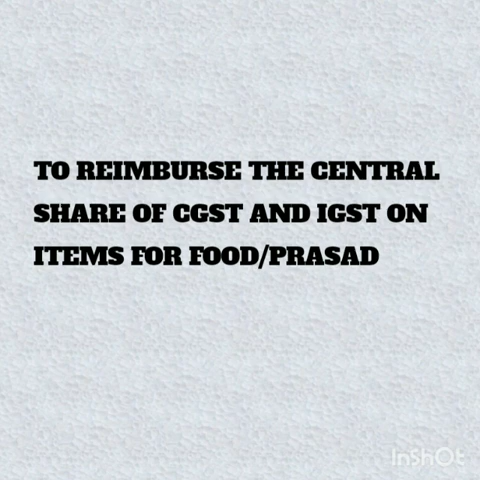 TO REIMBURSE THE CENTRAL
SHARE OF CGST AND IGST ON
ITEMS FOR FOOD/PRASAD
InShOt